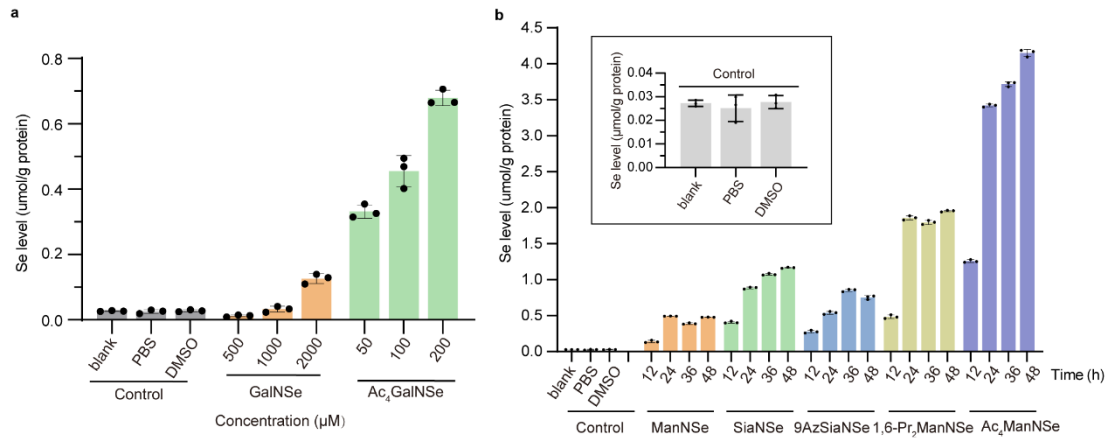 a
Se level (umol/g protein)
0.8
0.6
0.4
0.2
0.0
blank
PBS
DMSO
500
1000
2000
50
100
200
Control
GalNSe
Ac₄GalNSe
Concentration (μM)
b
Se level (umol/g protein)
4.5
4.0
3.5
3.0
2.5
2.0
1.5
1.0
0.5
0.0
Control
Se level (μmol/g protein)
0.04
0.03
0.02
0.01
0.00
blank
PBS
DMSO
blank
PBS
DMSO
12
24
36
48
12
24
36
48
12
24
36
48
12
24
36
48
12
24
36
48
Time (h)
Control
ManNSe
SiaNSe
9AzSiaNSe
1,6-Pr₂ManNSe
Ac₄ManNSe